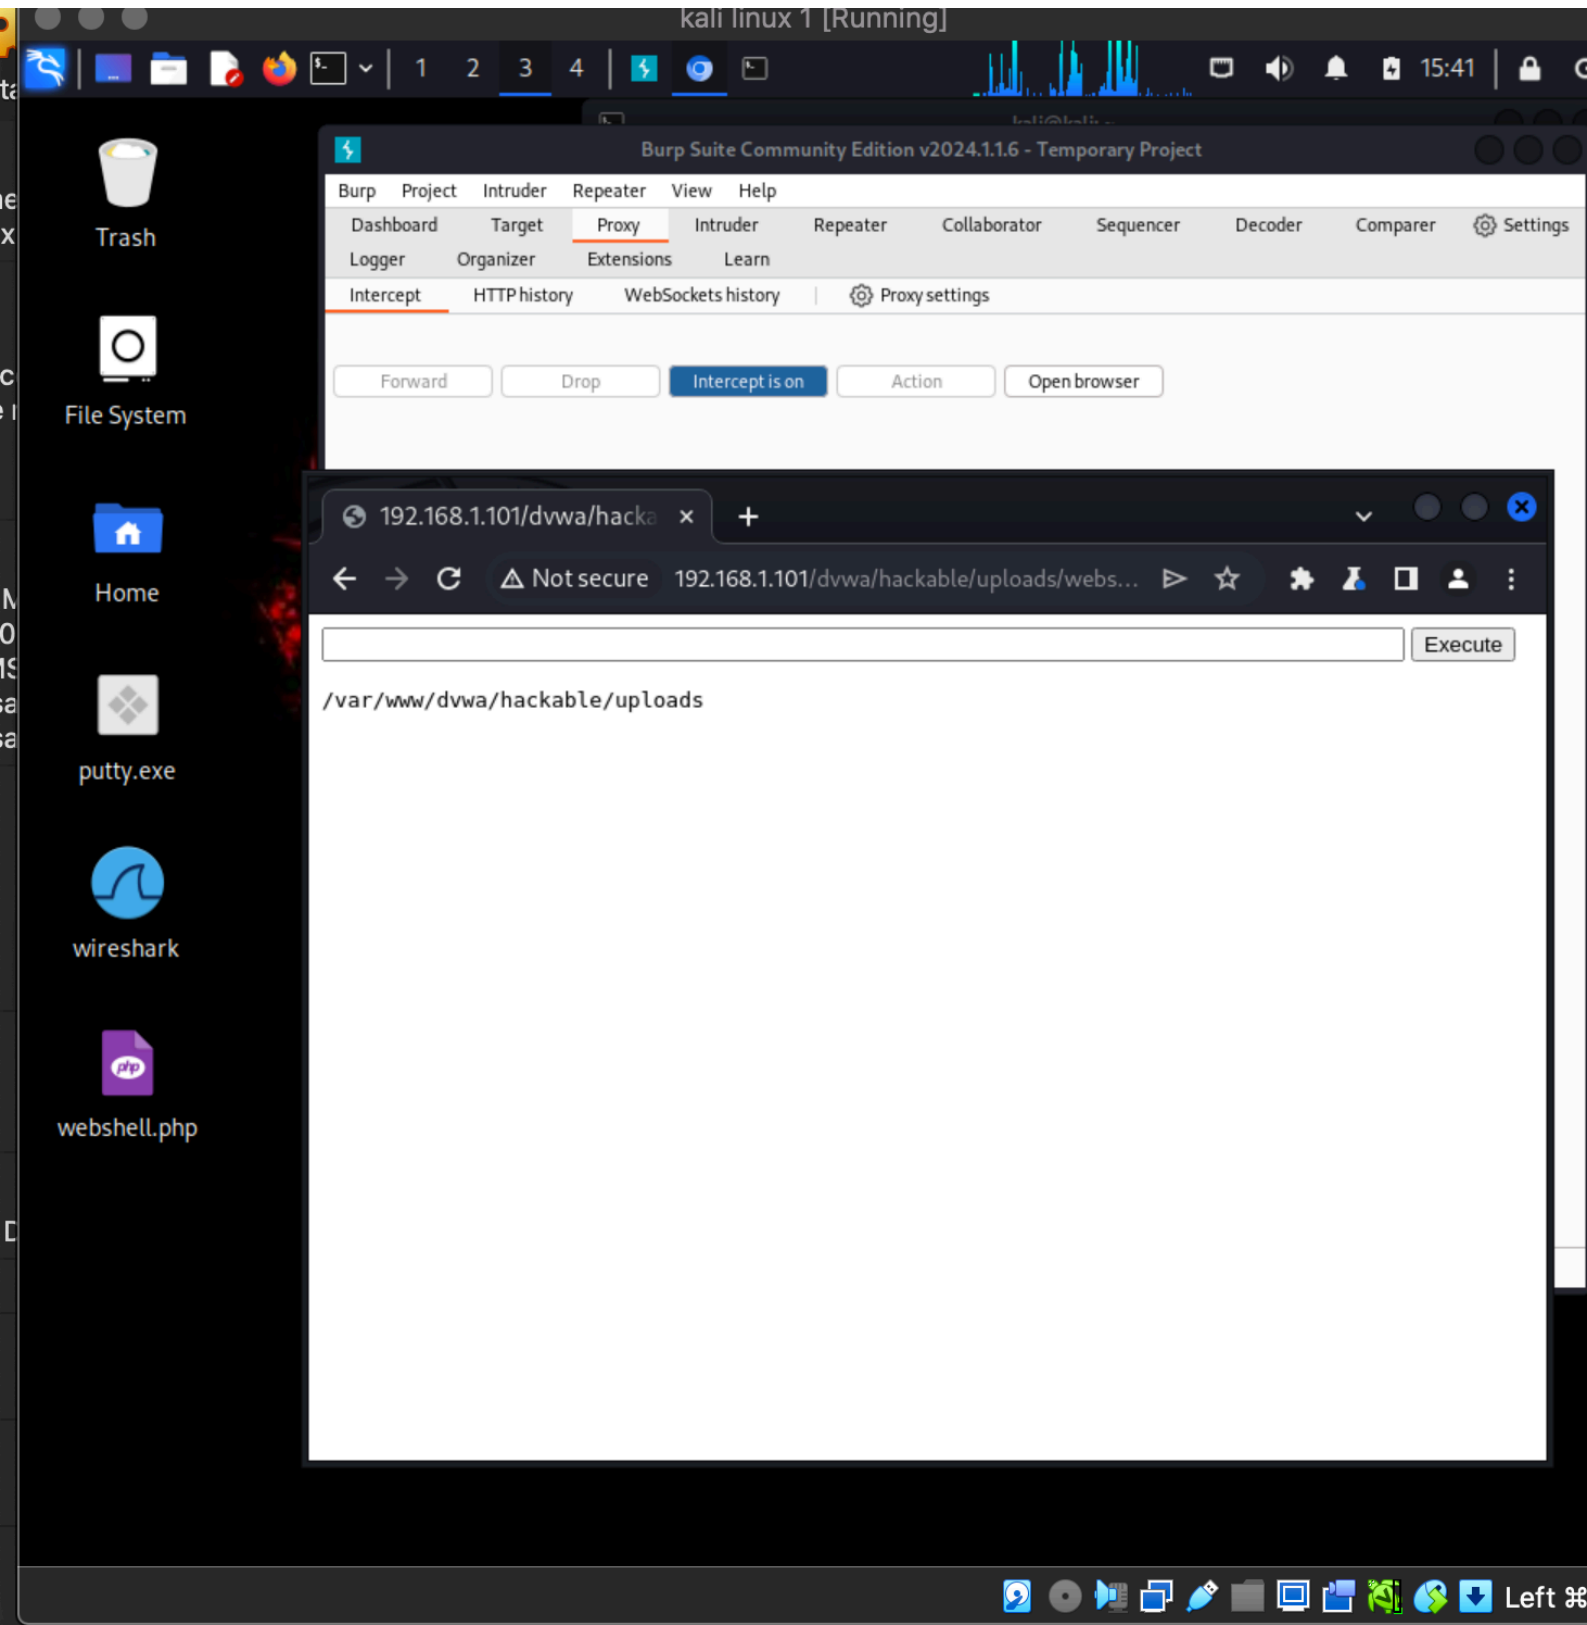 kali linux 1 [Running]
1 2 3 4 15:41
Burp Suite Community Edition v2024.1.1.6 - Temporary Project
Burp Project Intruder Repeater View Help
Dashboard Target Proxy Intruder Repeater Collaborator Sequencer Decoder Comparer Settings
Logger Organizer Extensions Learn
Intercept HTTP history WebSockets history Proxy settings
Forward Drop Intercept is on Action Open browser
192.168.1.101/dvwa/hacka
Not secure 192.168.1.101/dvwa/hackable/uploads/webs...
Execute
/var/www/dvwa/hackable/uploads
Trash
File System
Home
putty.exe
wireshark
php
webshell.php
Left ⌘